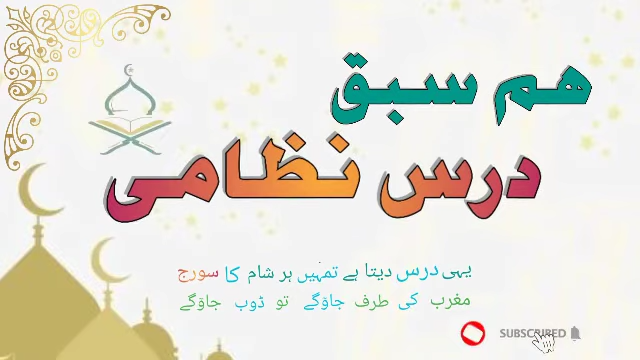 ھم سبق
درس نظامی
یہی درس دیتا ہے تمہیں ہر شام کا سورج
مغرب کی طرف جاؤگے تو ڈوب جاؤگے
SUBSCRIBED